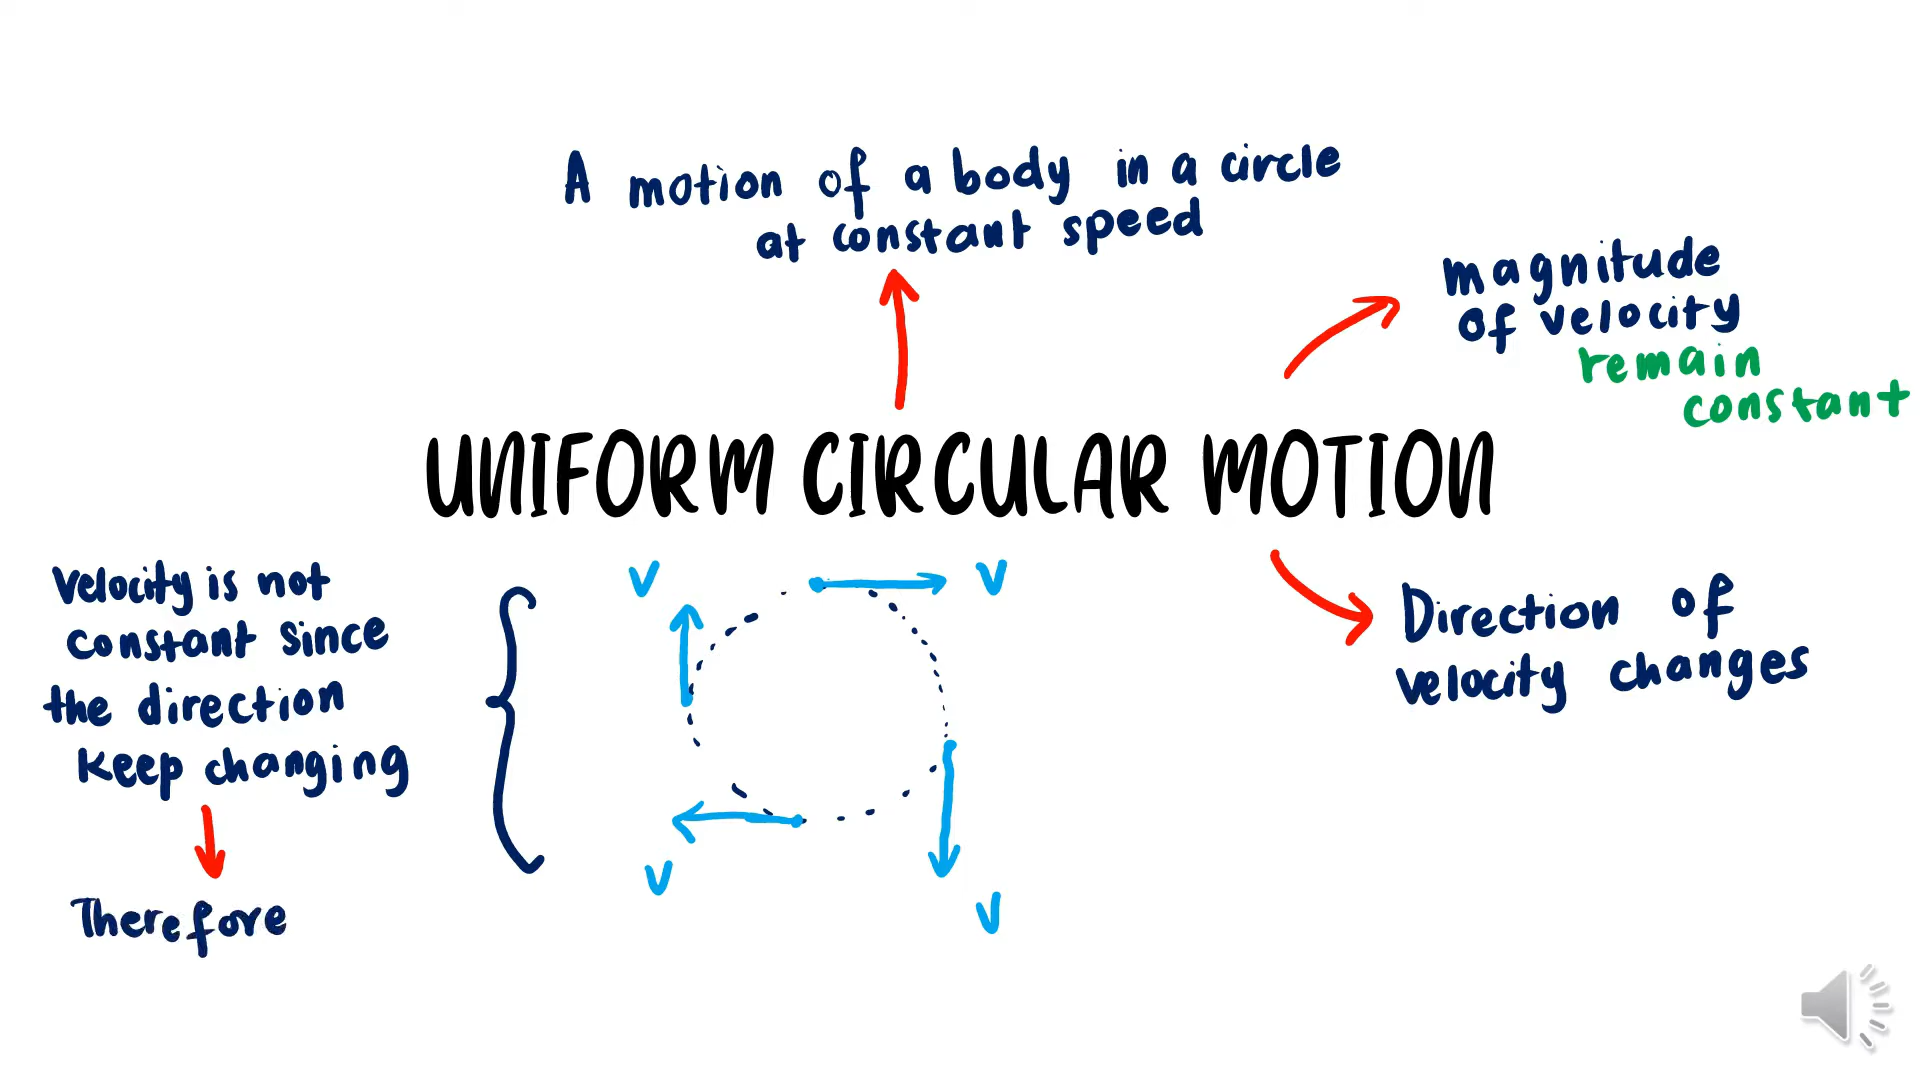 A motion of a body in a circle
at constant speed
magnitude
of velocity
remain
constant
UNIFORM CIRCULAR MOTION
Velocity is not
constant since
the direction
keep changing
Therefore
v
v
v
v
Direction of
velocity changes